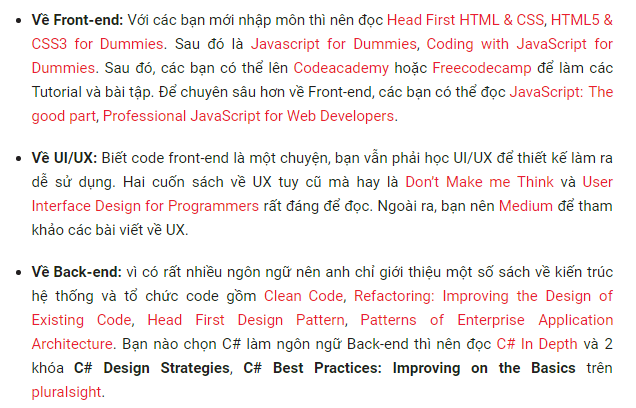 • Về Front-end: Với các bạn mới nhập môn thì nên đọc Head First HTML & CSS, HTML5 &
CSS3 for Dummies. Sau đó là Javascript for Dummies, Coding with JavaScript for
Dummies. Sau đó, các bạn có thể lên Codeacademy hoặc Freecodecamp để làm các
Tutorial và bài tập. Để chuyên sâu hơn về Front-end, các bạn có thể đọc JavaScript: The
good part, Professional JavaScript for Web Developers.
• Về UI/UX: Biết code front-end là một chuyện, bạn vẫn phải học UI/UX để thiết kế làm ra
dễ sử dụng. Hai cuốn sách về UX tuy cũ mà hay là Don't Make me Think và User
Interface Design for Programmers rất đáng để đọc. Ngoài ra, bạn nên Medium để tham
khảo các bài viết về UX.
• Về Back-end: vì có rất nhiều ngôn ngữ nên anh chỉ giới thiệu một số sách về kiến trúc
hệ thống và tổ chức code gồm Clean Code, Refactoring: Improving the Design of
Existing Code, Head First Design Pattern, Patterns of Enterprise Application
Architecture. Bạn nào chọn C# làm ngôn ngữ Back-end thì nên đọc C# In Depth và 2
khóa C# Design Strategies, C# Best Practices: Improving on the Basics trên
pluralsight.